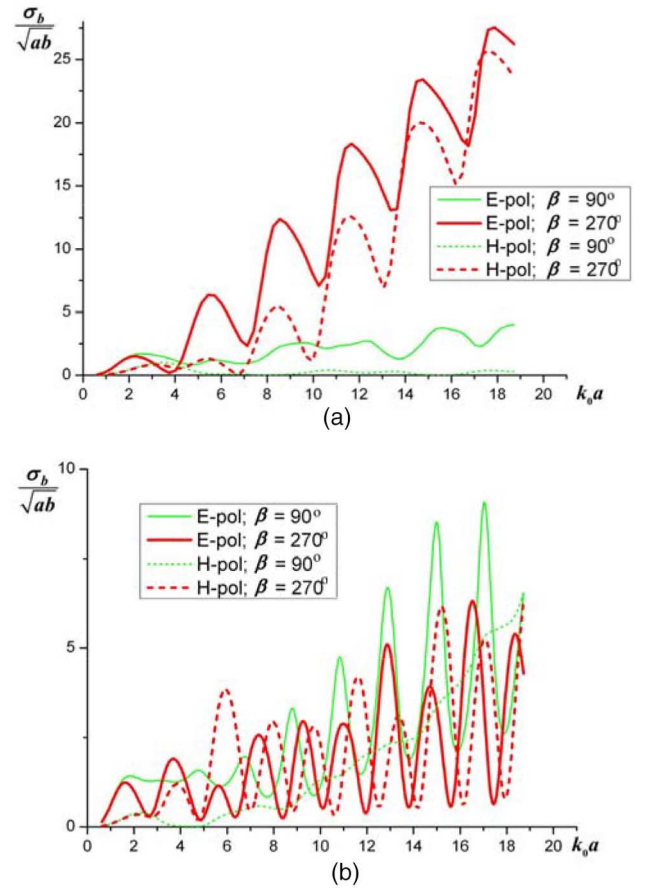 σb/√ab
25
20
15
10
5
0
E-pol; β = 90°
E-pol; β = 270°
H-pol; β = 90°
H-pol; β = 270°
0 2 4 6 8 10 12 14 16 18 20
k₀a
(a)
σb/√ab
10
5
0
E-pol; β = 90°
E-pol; β = 270°
H-pol; β = 90°
H-pol; β = 270°
0 2 4 6 8 10 12 14 16 18 20
k₀a
(b)